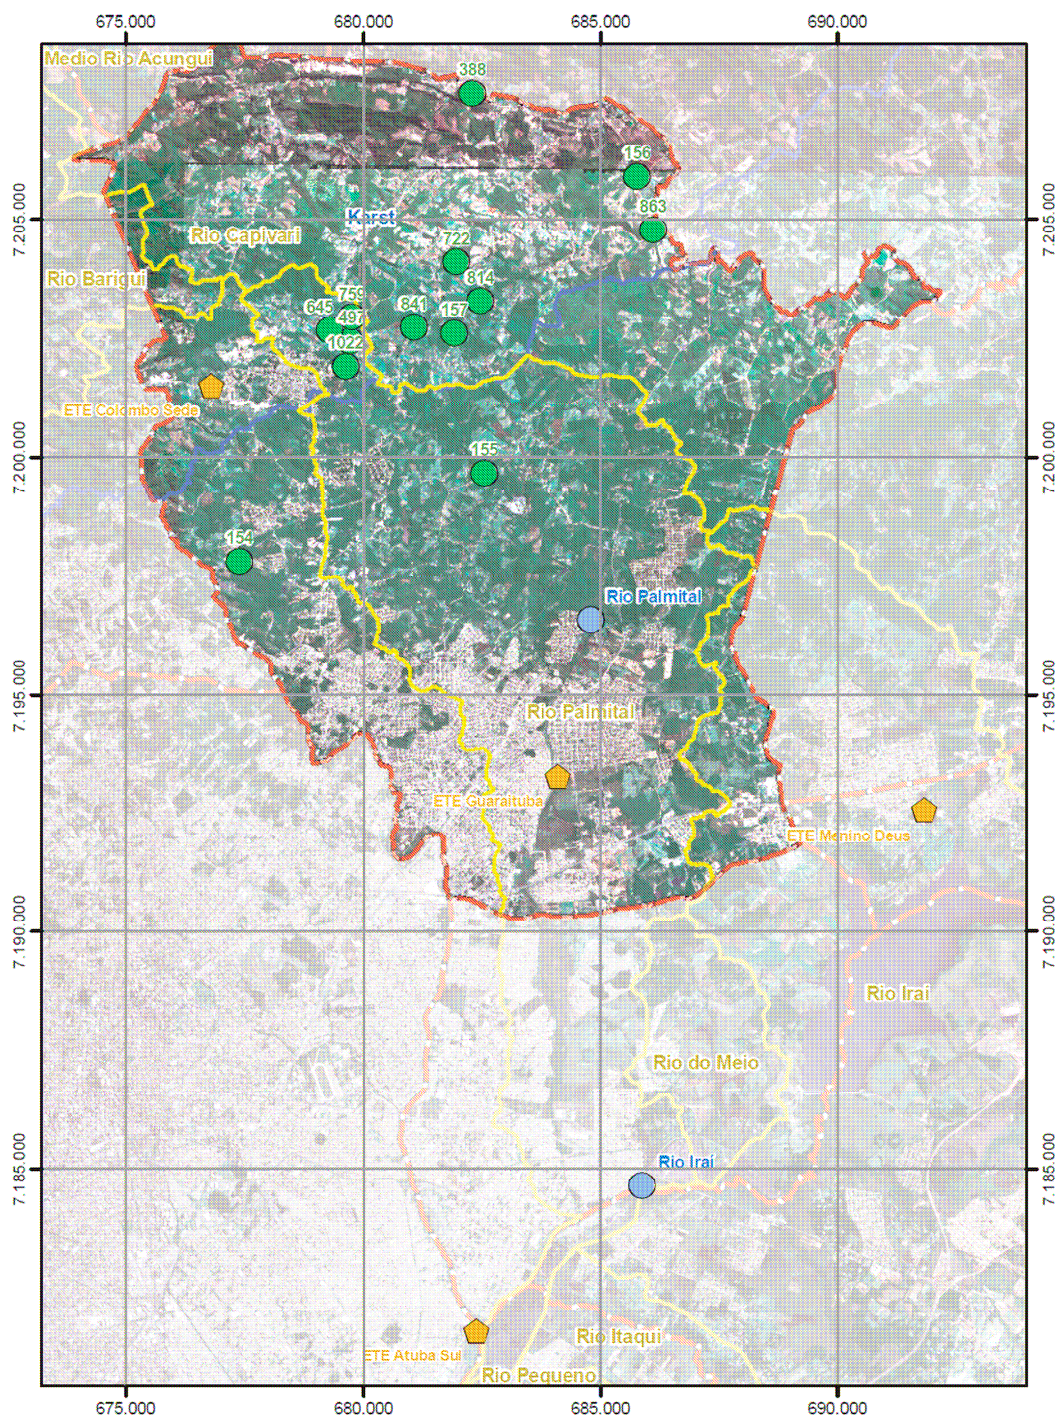 675.000 680.000 685.000 690.000
Medio Rio Acungui
388
156
863
7.205.000 7.205.000
Karst
Rio Capivari
722
Rio Barigui
814
759
645
841
157
497
1022
ETE Colombo Sede
155
7.200.000 7.200.000
154
Rio Palmital
7.195.000 7.195.000
Rio Palmital
ETE Guaraituba
ETE Menino Deus
7.190.000 7.190.000
Rio Irai
Rio do Meio
Rio Irai
7.185.000 7.185.000
Rio Itaqui
ETE Atuba Sul
Rio Pequeno
675.000 680.000 685.000 690.000